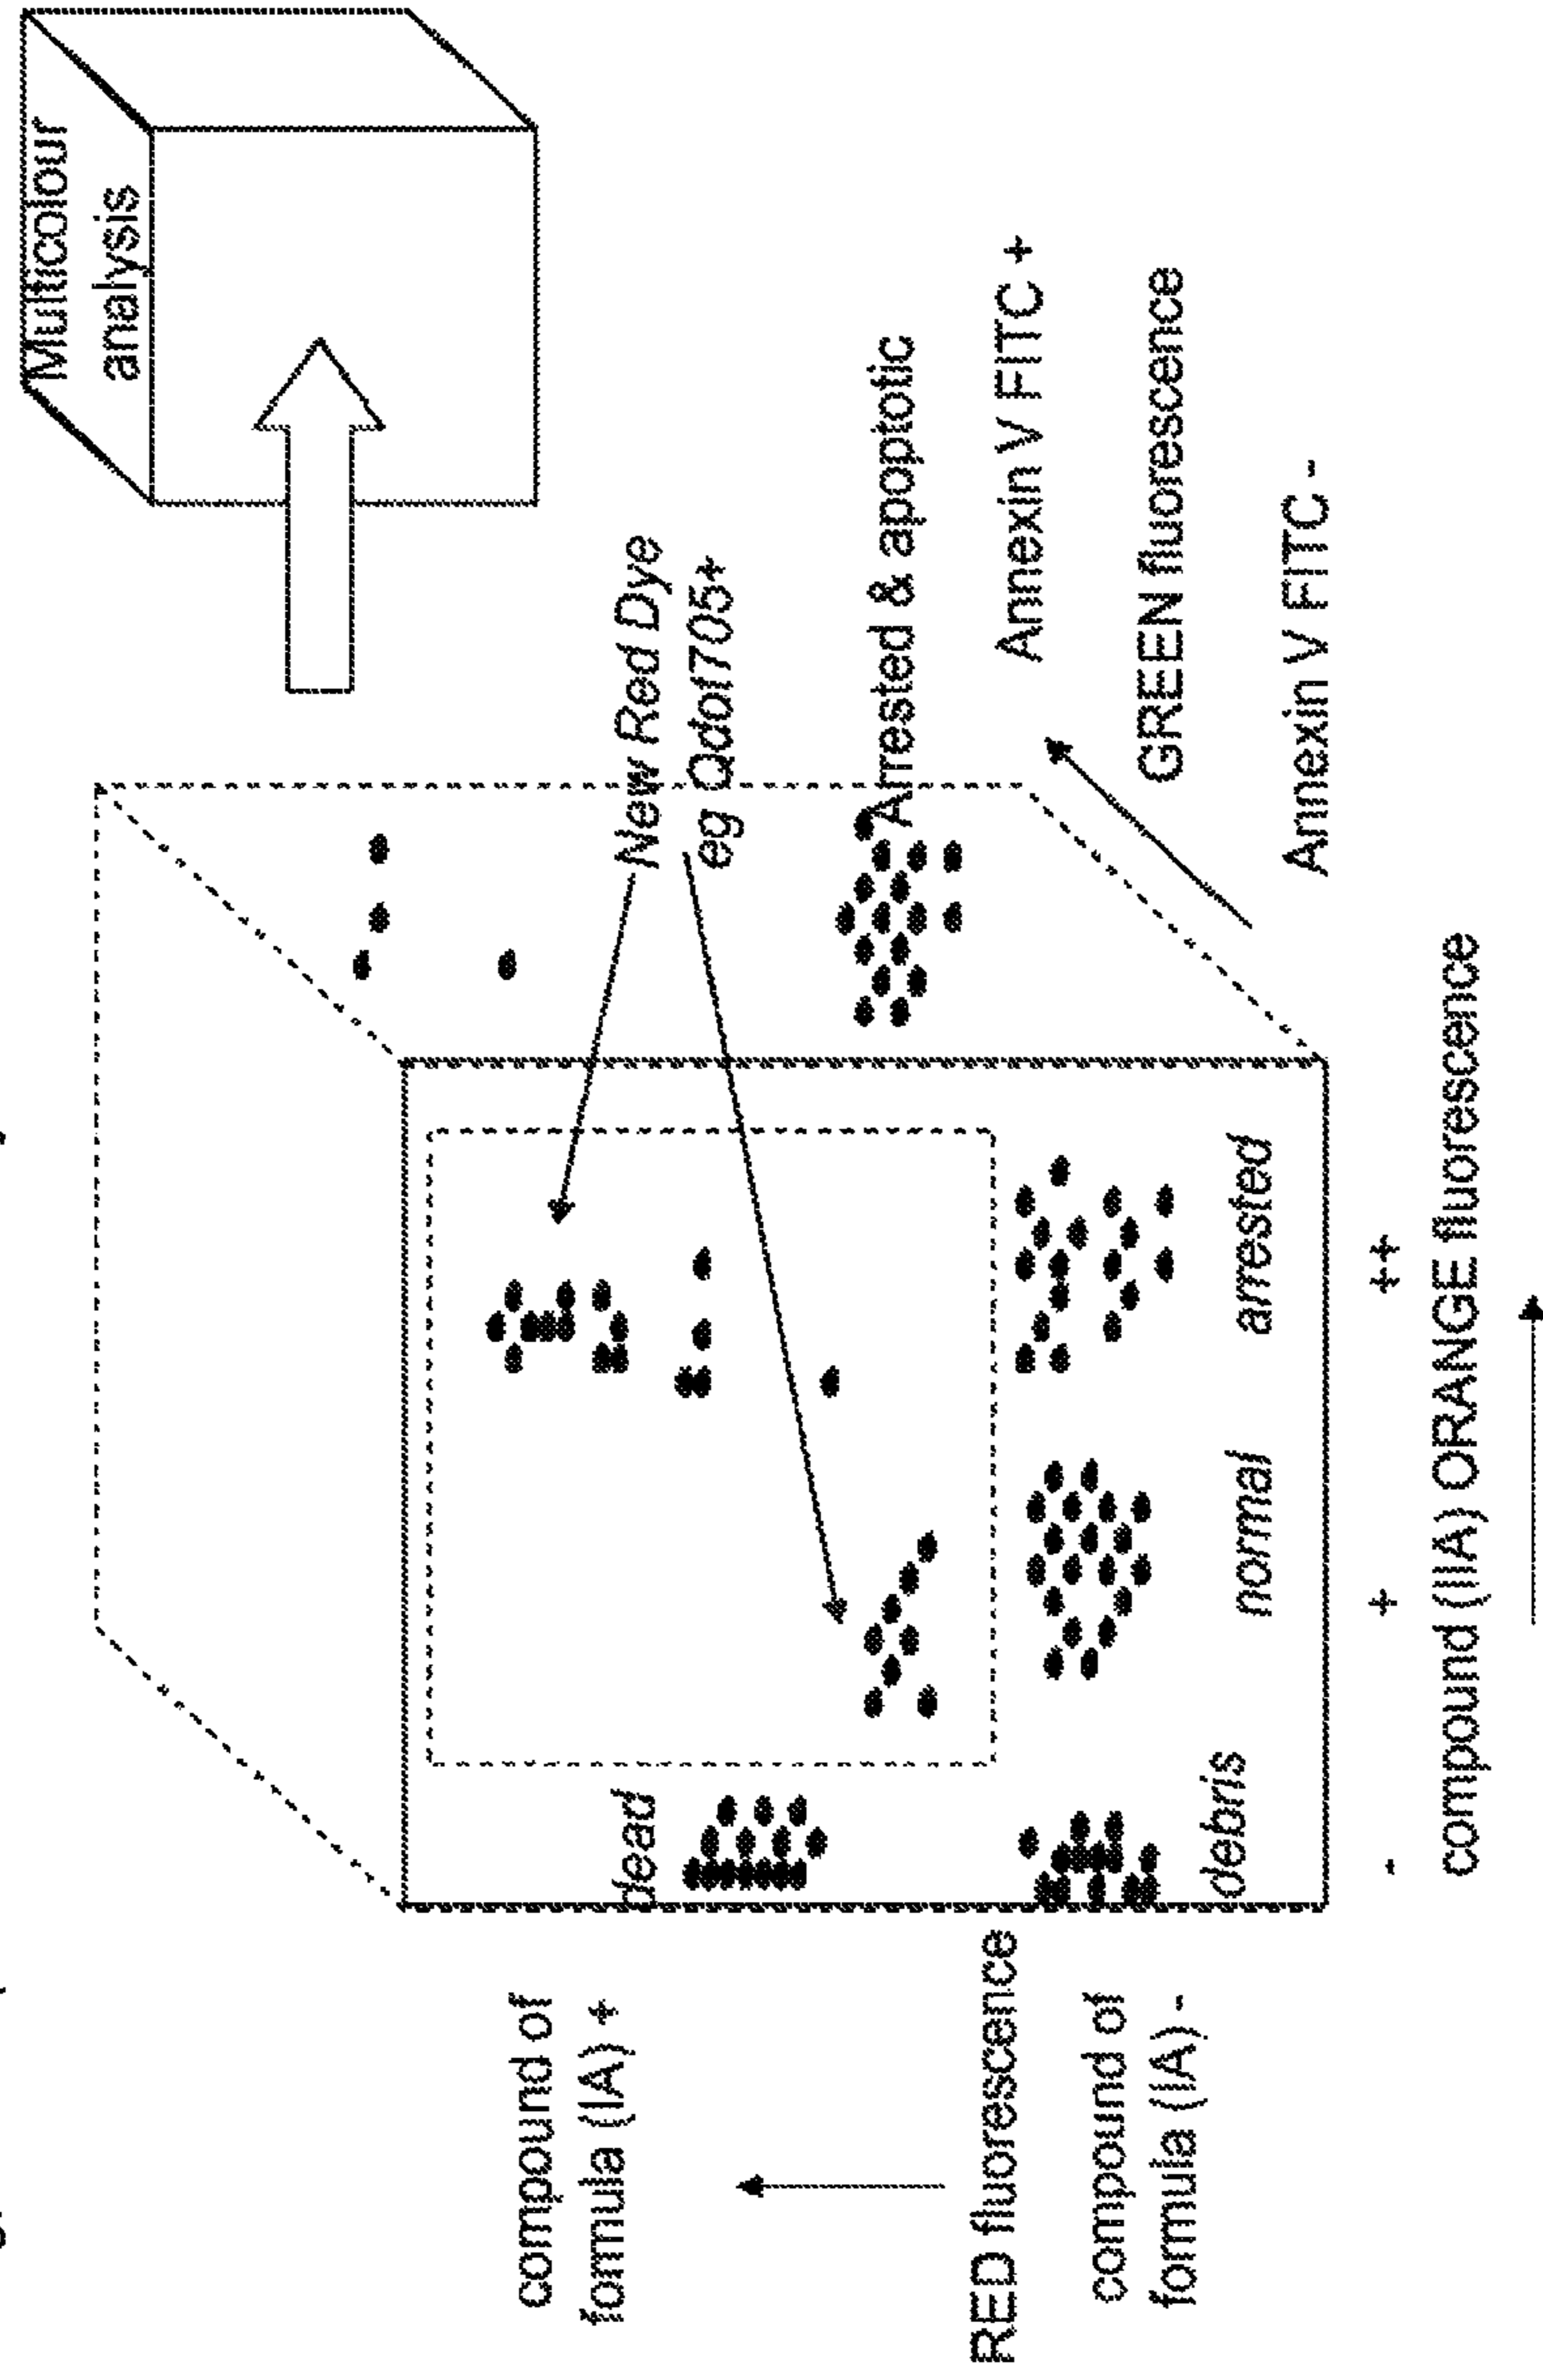 Multicolour
analysis
New Red Dye
eg Qdot705+
Arrested & apoptotic
Annexin V FITC +
GREEN fluorescence
Annexin V FITC -
compound of
formula (IA) +
RED fluorescence
compound of
formula (IA) -
dead
debris
normal
arrested
-
+
++
compound (IIA) ORANGE fluorescence